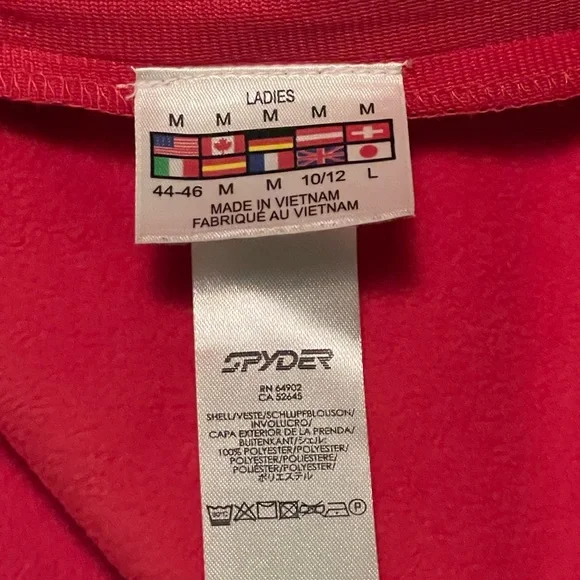 LADIES
M M M M M
44-46 M M 10/12 L
MADE IN VIETNAM
FABRIQUÉ AU VIETNAM
SPYDER
RN 64902
CA 52645
SHELL/VESTE/SCHLUPFBLOUSON/
INVOLUCRO/
CAPA EXTERIOR DE LA PRENDA/
BUITENKANT/シェル:
100% POLYESTER/POLYESTER/
POLYESTER/POLIESTERE/
POLIÉSTER/POLYESTER/
ポリエステル
30°C P